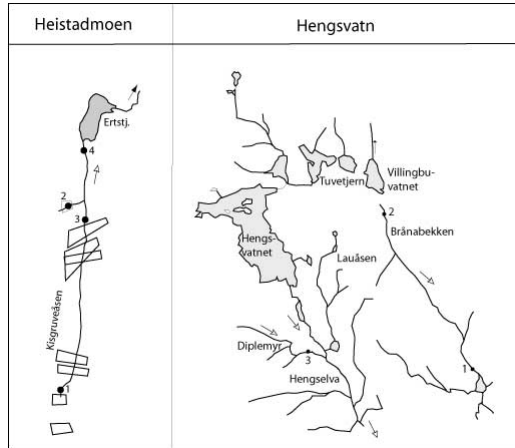 Heistadmoen
Hengsvatn
Ertstj.
4
2
3
Kisgruveåsen
1
Tuvetjern
Villingbu-
vatnet
2
Brånabekken
Hengs-
vatnet
Lauåsen
Diplemyr
3
Hengselva
1